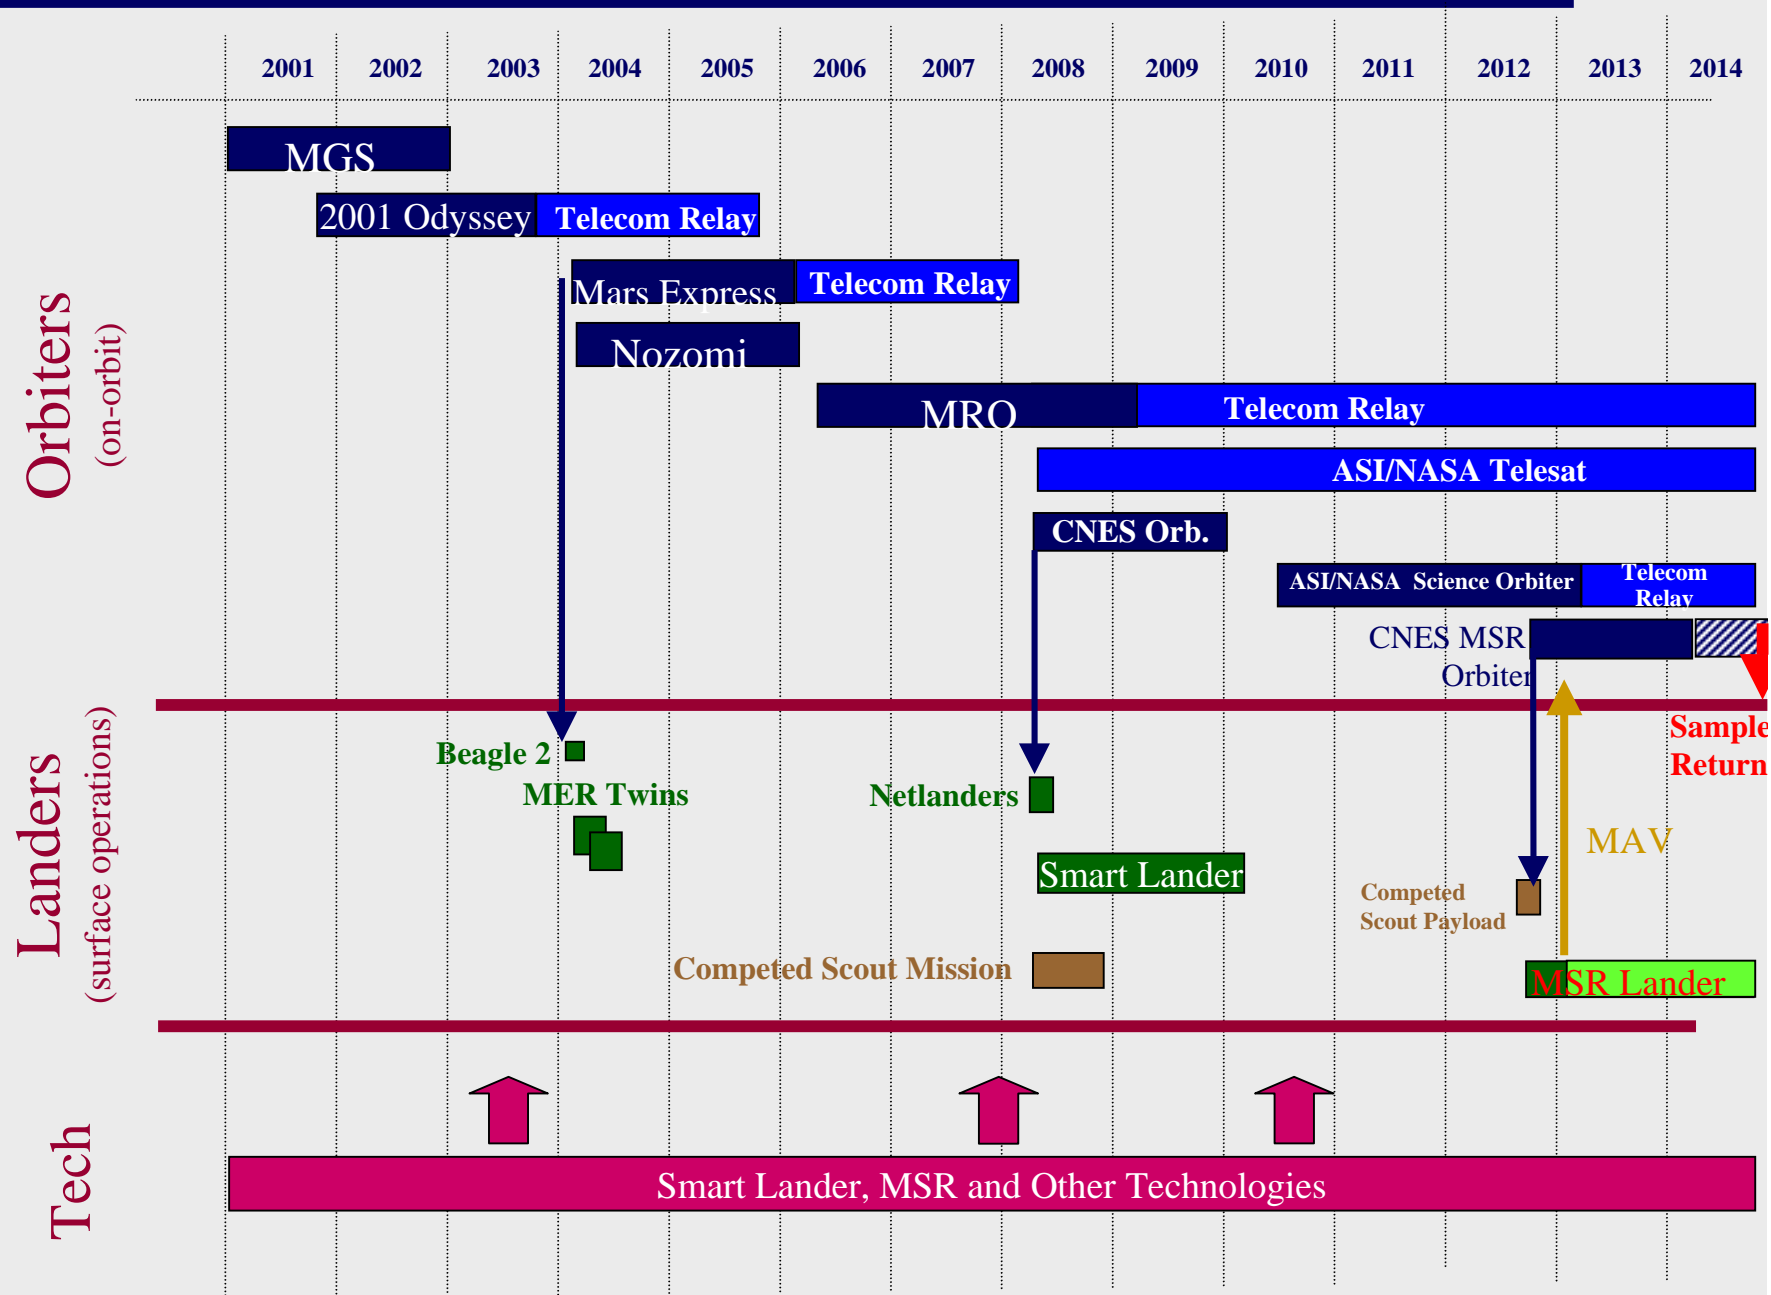 2001 2002 2003 2004 2005 2006 2007 2008 2009 2010 2011 2012 2013 2014
Orbiters
(on-orbit)
MGS
2001 Odyssey Telecom Relay
Mars Express Telecom Relay
Nozomi
MRO Telecom Relay
ASI/NASA Telesat
CNES Orb.
ASI/NASA Science Orbiter
Telecom
Relay
CNES MSR
Orbiter
Sample
Return
Landers
(surface operations)
Beagle 2
MER Twins
Netlanders
MAV
Smart Lander
Competed
Scout Payload
Competed Scout Mission
MSR Lander
Tech
Smart Lander, MSR and Other Technologies